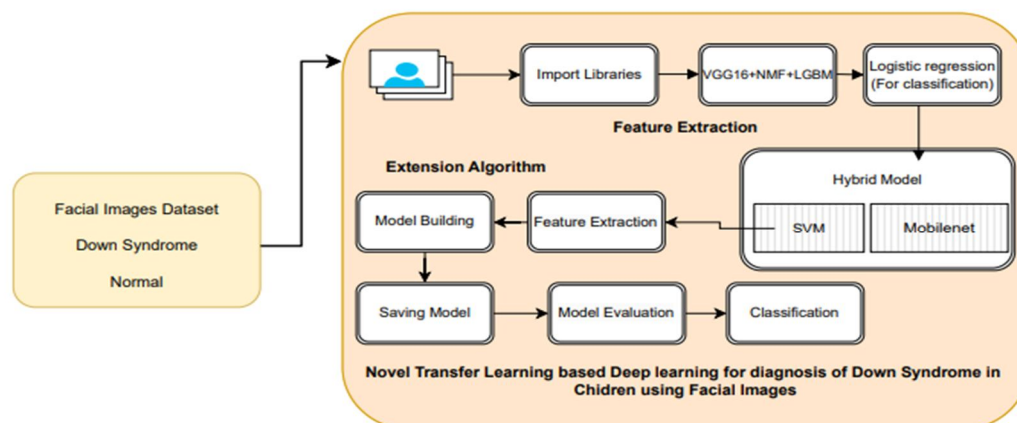 Facial Images Dataset
Down Syndrome
Normal
Import Libraries
VGG16+NMF+LGBM
Logistic regression
(For classification)
Feature Extraction
Extension Algorithm
Hybrid Model
SVM
Mobilenet
Feature Extraction
Model Building
Saving Model
Model Evaluation
Classification
Novel Transfer Learning based Deep learning for diagnosis of Down Syndrome in
Chidren using Facial Images